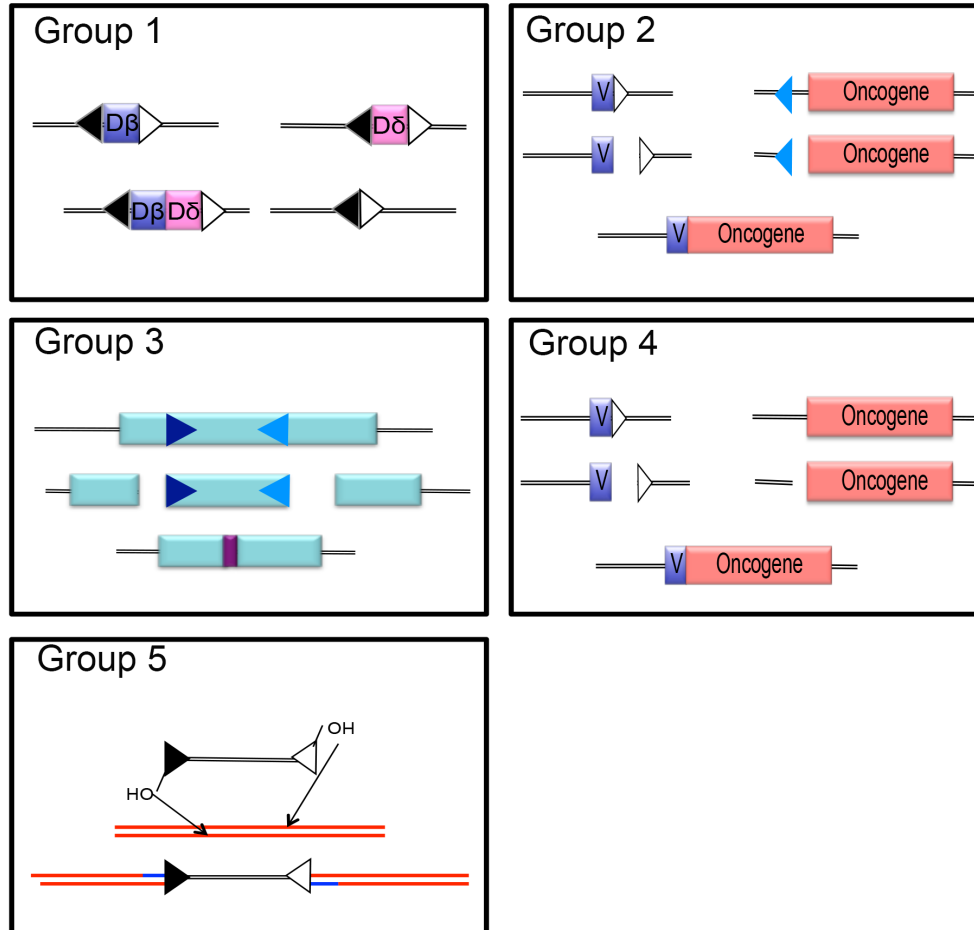 Group 1
Dβ
Dδ
Dβ Dδ
Group 2
V Oncogene
V Oncogene
V Oncogene
Group 3
Group 4
V Oncogene
V Oncogene
V Oncogene
Group 5
OH
HO